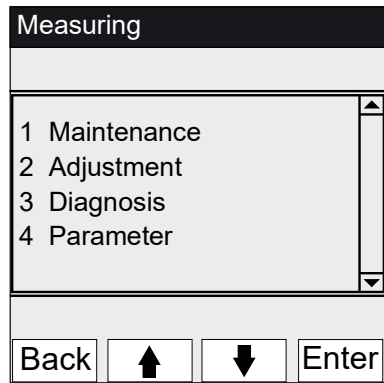 Measuring
1 Maintenance
2 Adjustment
3 Diagnosis
4 Parameter
Back Enter